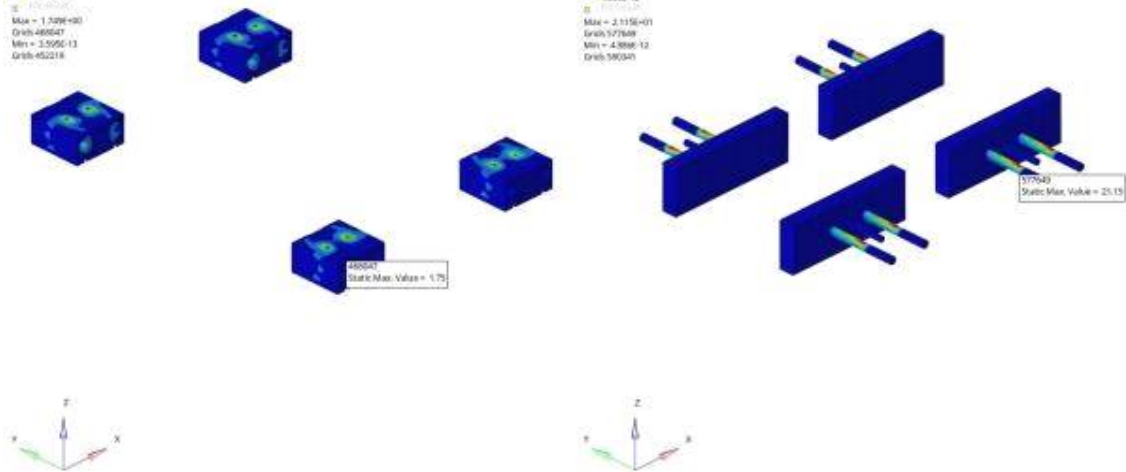 Max = 1.749E+00
Grids 468047
Min = 3.595E-13
Grids 452218
468047
Static Max. Value = 1.75
Z
Y
X
Max = 2.115E+01
Grids 577649
Min = 4.986E-12
Grids 580341
577649
Static Max. Value = 21.15
Z
Y
X